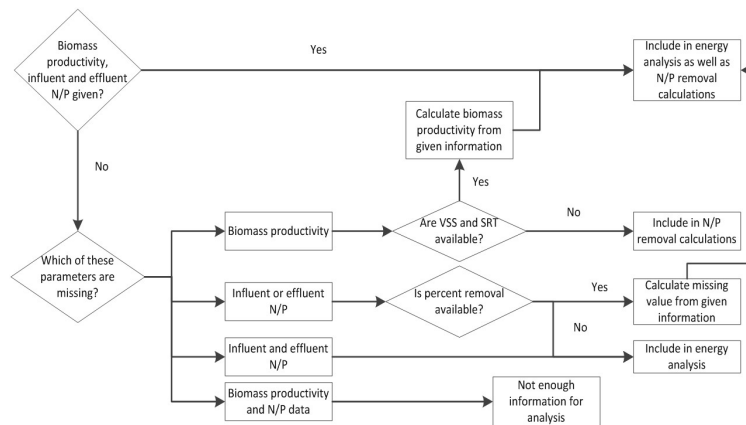 Biomass
productivity,
influent and effluent
N/P given?
Yes
Include in energy
analysis as well as
N/P removal
calculations
Calculate biomass
productivity from
given information
No
Yes
Which of these
parameters are
missing?
Biomass productivity
Are VSS and SRT
available?
No
Include in N/P
removal calculations
Influent or effluent
N/P
Is percent removal
available?
Yes
Calculate missing
value from given
information
No
Influent and effluent
N/P
Include in energy
analysis
Biomass productivity
and N/P data
Not enough
information for
analysis